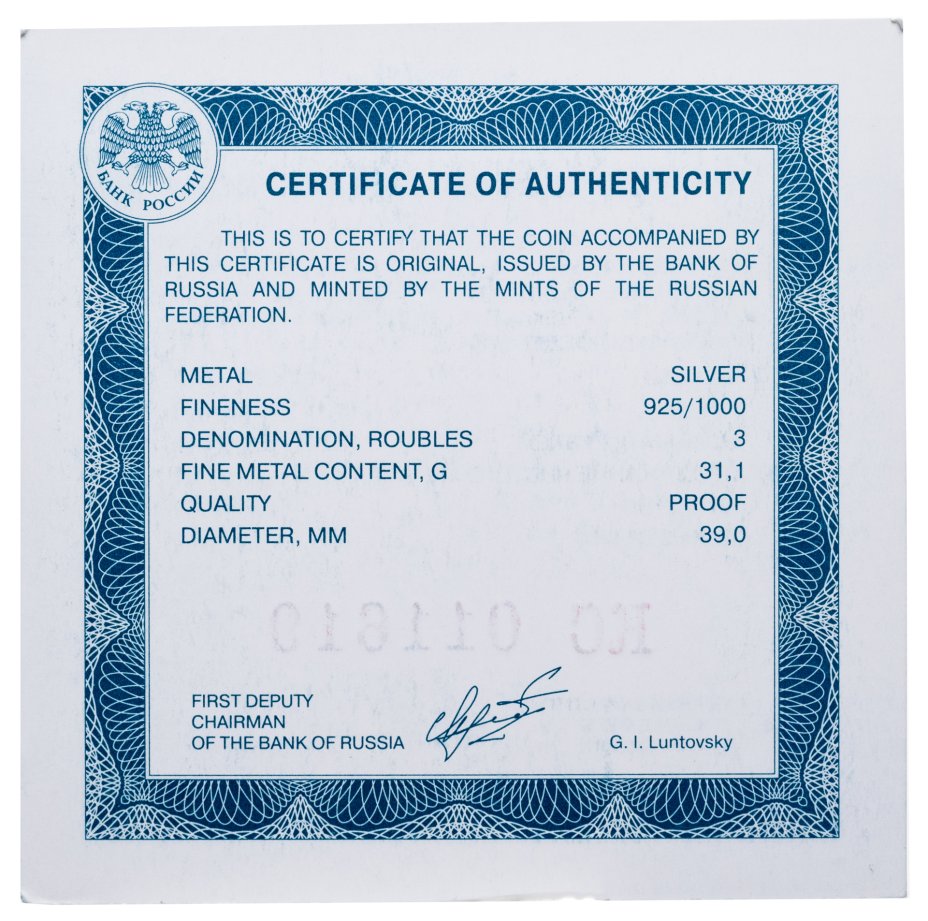 БАНК РОССИИ
CERTIFICATE OF AUTHENTICITY
THIS IS TO CERTIFY THAT THE COIN ACCOMPANIED BY
THIS CERTIFICATE IS ORIGINAL, ISSUED BY THE BANK OF
RUSSIA AND MINTED BY THE MINTS OF THE RUSSIAN
FEDERATION.
METAL SILVER
FINENESS 925/1000
DENOMINATION, ROUBLES 3
FINE METAL CONTENT, G 31,1
QUALITY PROOF
DIAMETER, MM 39,0
FIRST DEPUTY
CHAIRMAN
OF THE BANK OF RUSSIA G. I. Luntovsky